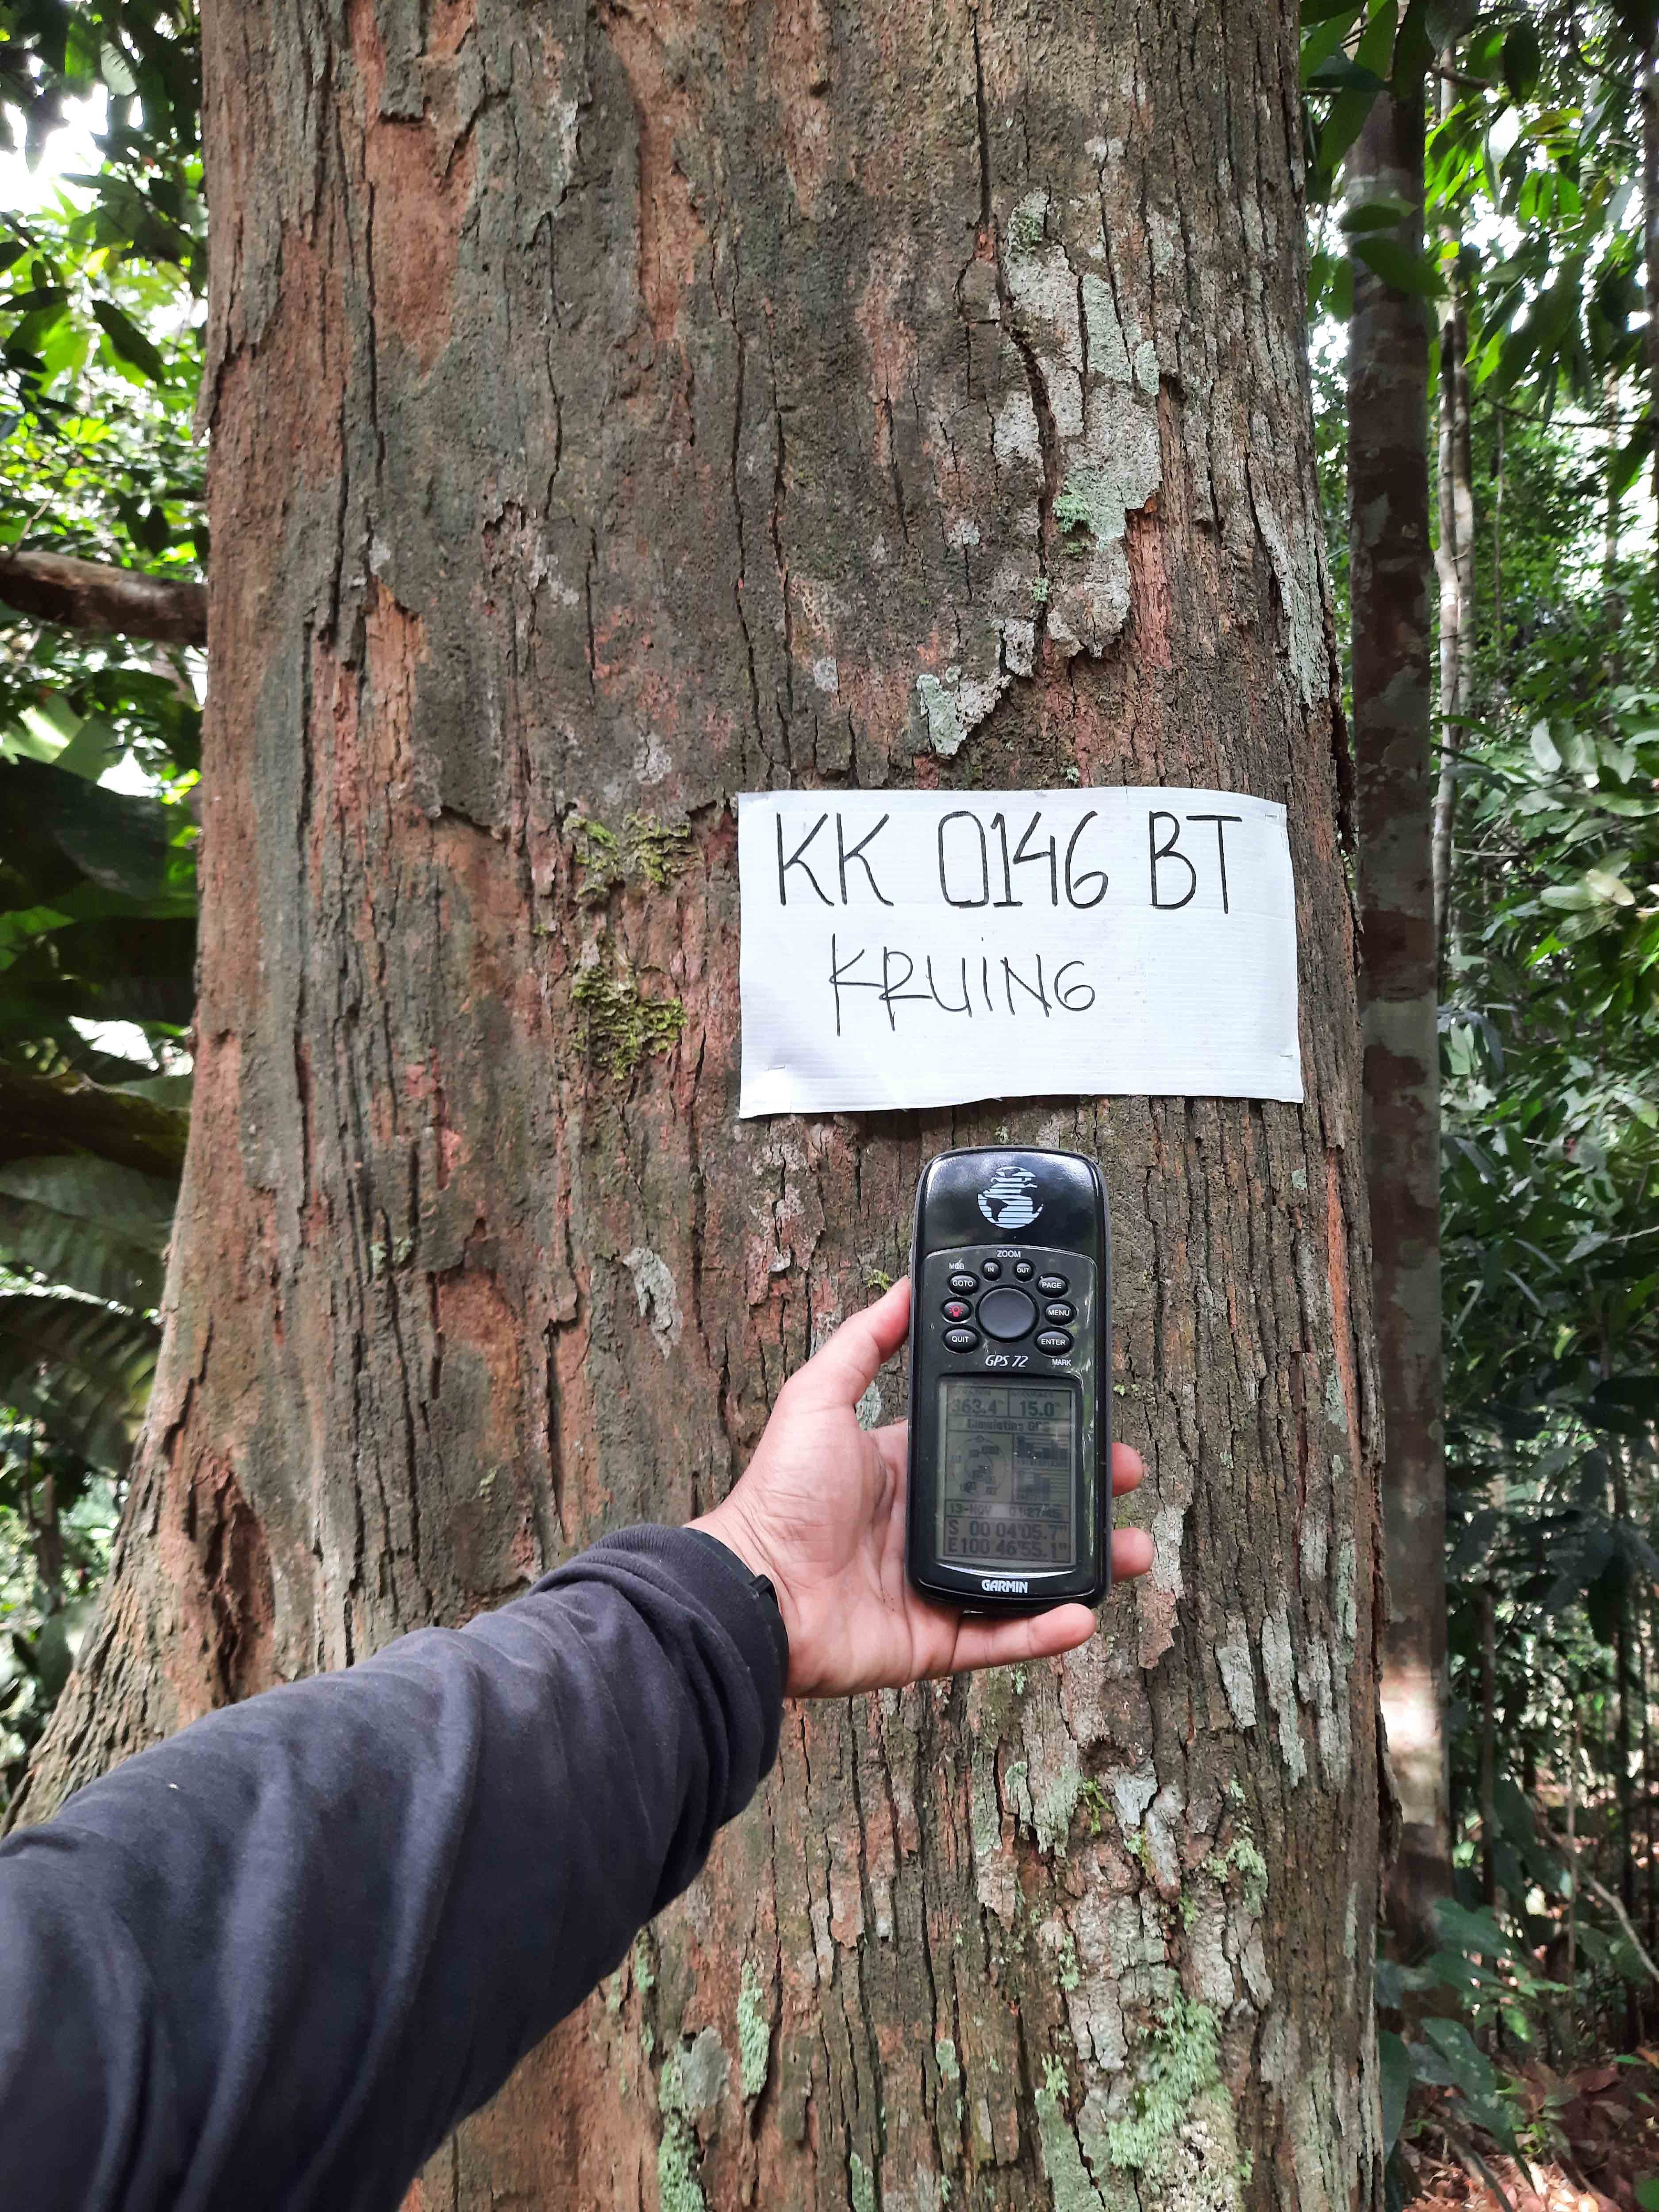 KK 0146 BT
KRUING
ZOOM
MOB IN OUT
GOTO PAGE
MENU
QUIT ENTER
GPS 72 MARK
363.4 15.0
Simulating GPS
13-NOV 01:27:45
S 00°04'05.7"
E100°46'55.1"
GARMIN